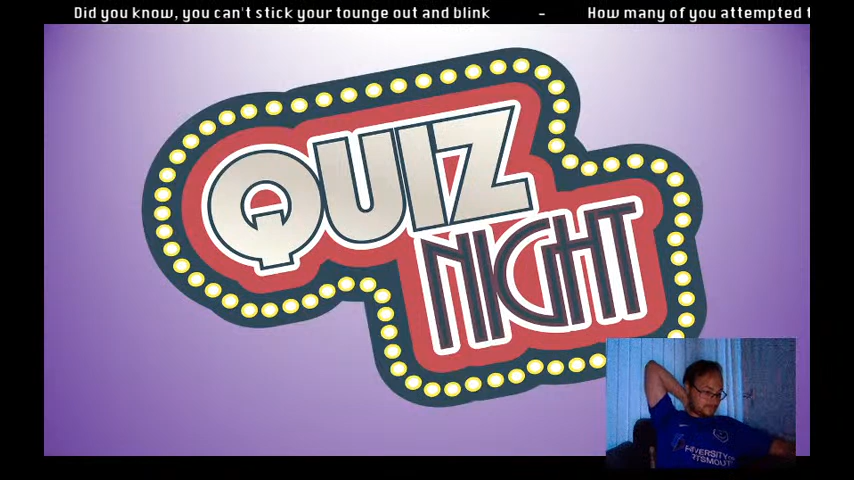 Did you know, you can't stick your tounge out and blink - How many of you attempted t
QUIZ
NIGHT